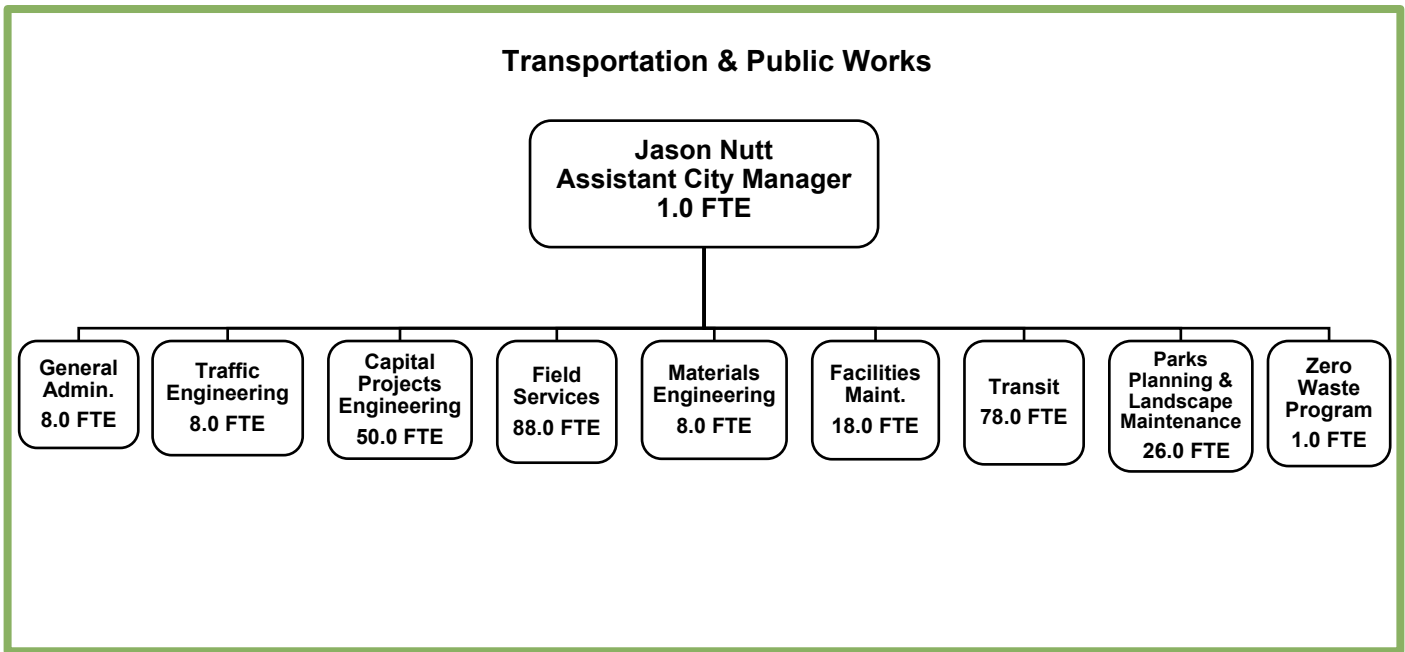 Transportation & Public Works
Jason Nutt
Assistant City Manager
1.0 FTE
General
Admin.
8.0 FTE
Traffic
Engineering
8.0 FTE
Capital
Projects
Engineering
50.0 FTE
Field
Services
88.0 FTE
Materials
Engineering
8.0 FTE
Facilities
Maint.
18.0 FTE
Transit
78.0 FTE
Parks
Planning &
Landscape
Maintenance
26.0 FTE
Zero
Waste
Program
1.0 FTE